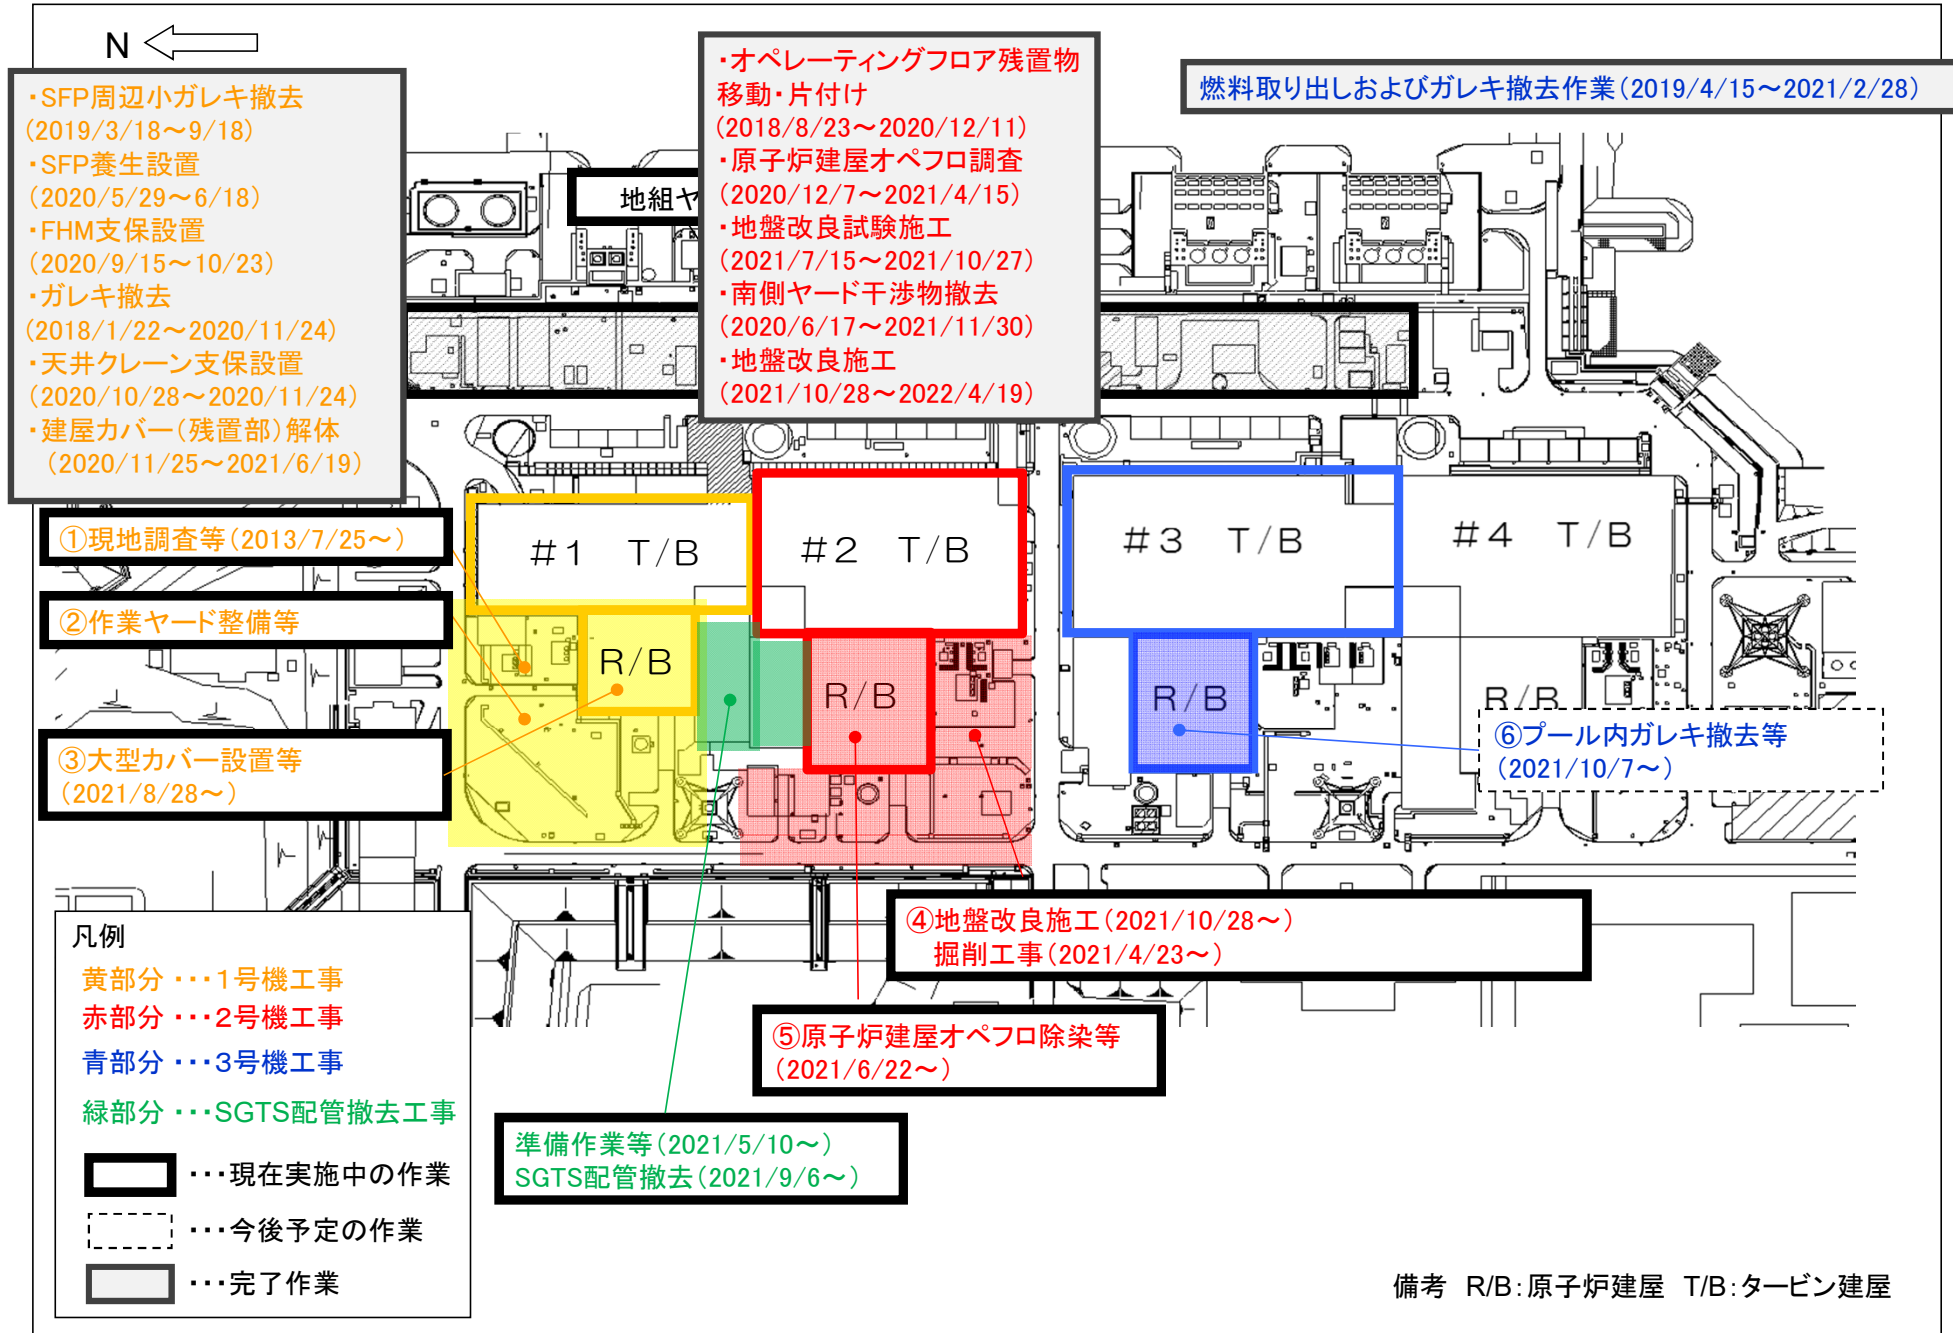 N
・SFP周辺小ガレキ撤去
(2019/3/18～9/18)
・SFP養生設置
(2020/5/29～6/18)
・FHM支保設置
(2020/9/15～10/23)
・ガレキ撤去
(2018/1/22～2020/11/24)
・天井クレーン支保設置
(2020/10/28～2020/11/24)
・建屋カバー(残置部)解体
(2020/11/25～2021/6/19)
・オペレーティングフロア残置物
移動・片付け
(2018/8/23～2020/12/11)
・原子炉建屋オペフロ調査
(2020/12/7～2021/4/15)
・地盤改良試験施工
(2021/7/15～2021/10/27)
・南側ヤード干渉物撤去
(2020/6/17～2021/11/30)
・地盤改良施工
(2021/10/28～2022/4/19)
燃料取り出しおよびガレキ撤去作業(2019/4/15～2021/2/28)
地組ヤ
①現地調査等(2013/7/25～)
②作業ヤード整備等
③大型カバー設置等
(2021/8/28～)
#1 T/B
#2 T/B
#3 T/B
#4 T/B
R/B
R/B
R/B
R/B
⑥プール内ガレキ撤去等
(2021/10/7～)
④地盤改良施工(2021/10/28～)
掘削工事(2021/4/23～)
⑤原子炉建屋オペフロ除染等
(2021/6/22～)
準備作業等(2021/5/10～)
SGTS配管撤去(2021/9/6～)
凡例
黄部分 ・・・1号機工事
赤部分 ・・・2号機工事
青部分 ・・・3号機工事
緑部分 ・・・SGTS配管撤去工事
・・・現在実施中の作業
・・・今後予定の作業
・・・完了作業
備考 R/B:原子炉建屋 T/B:タービン建屋